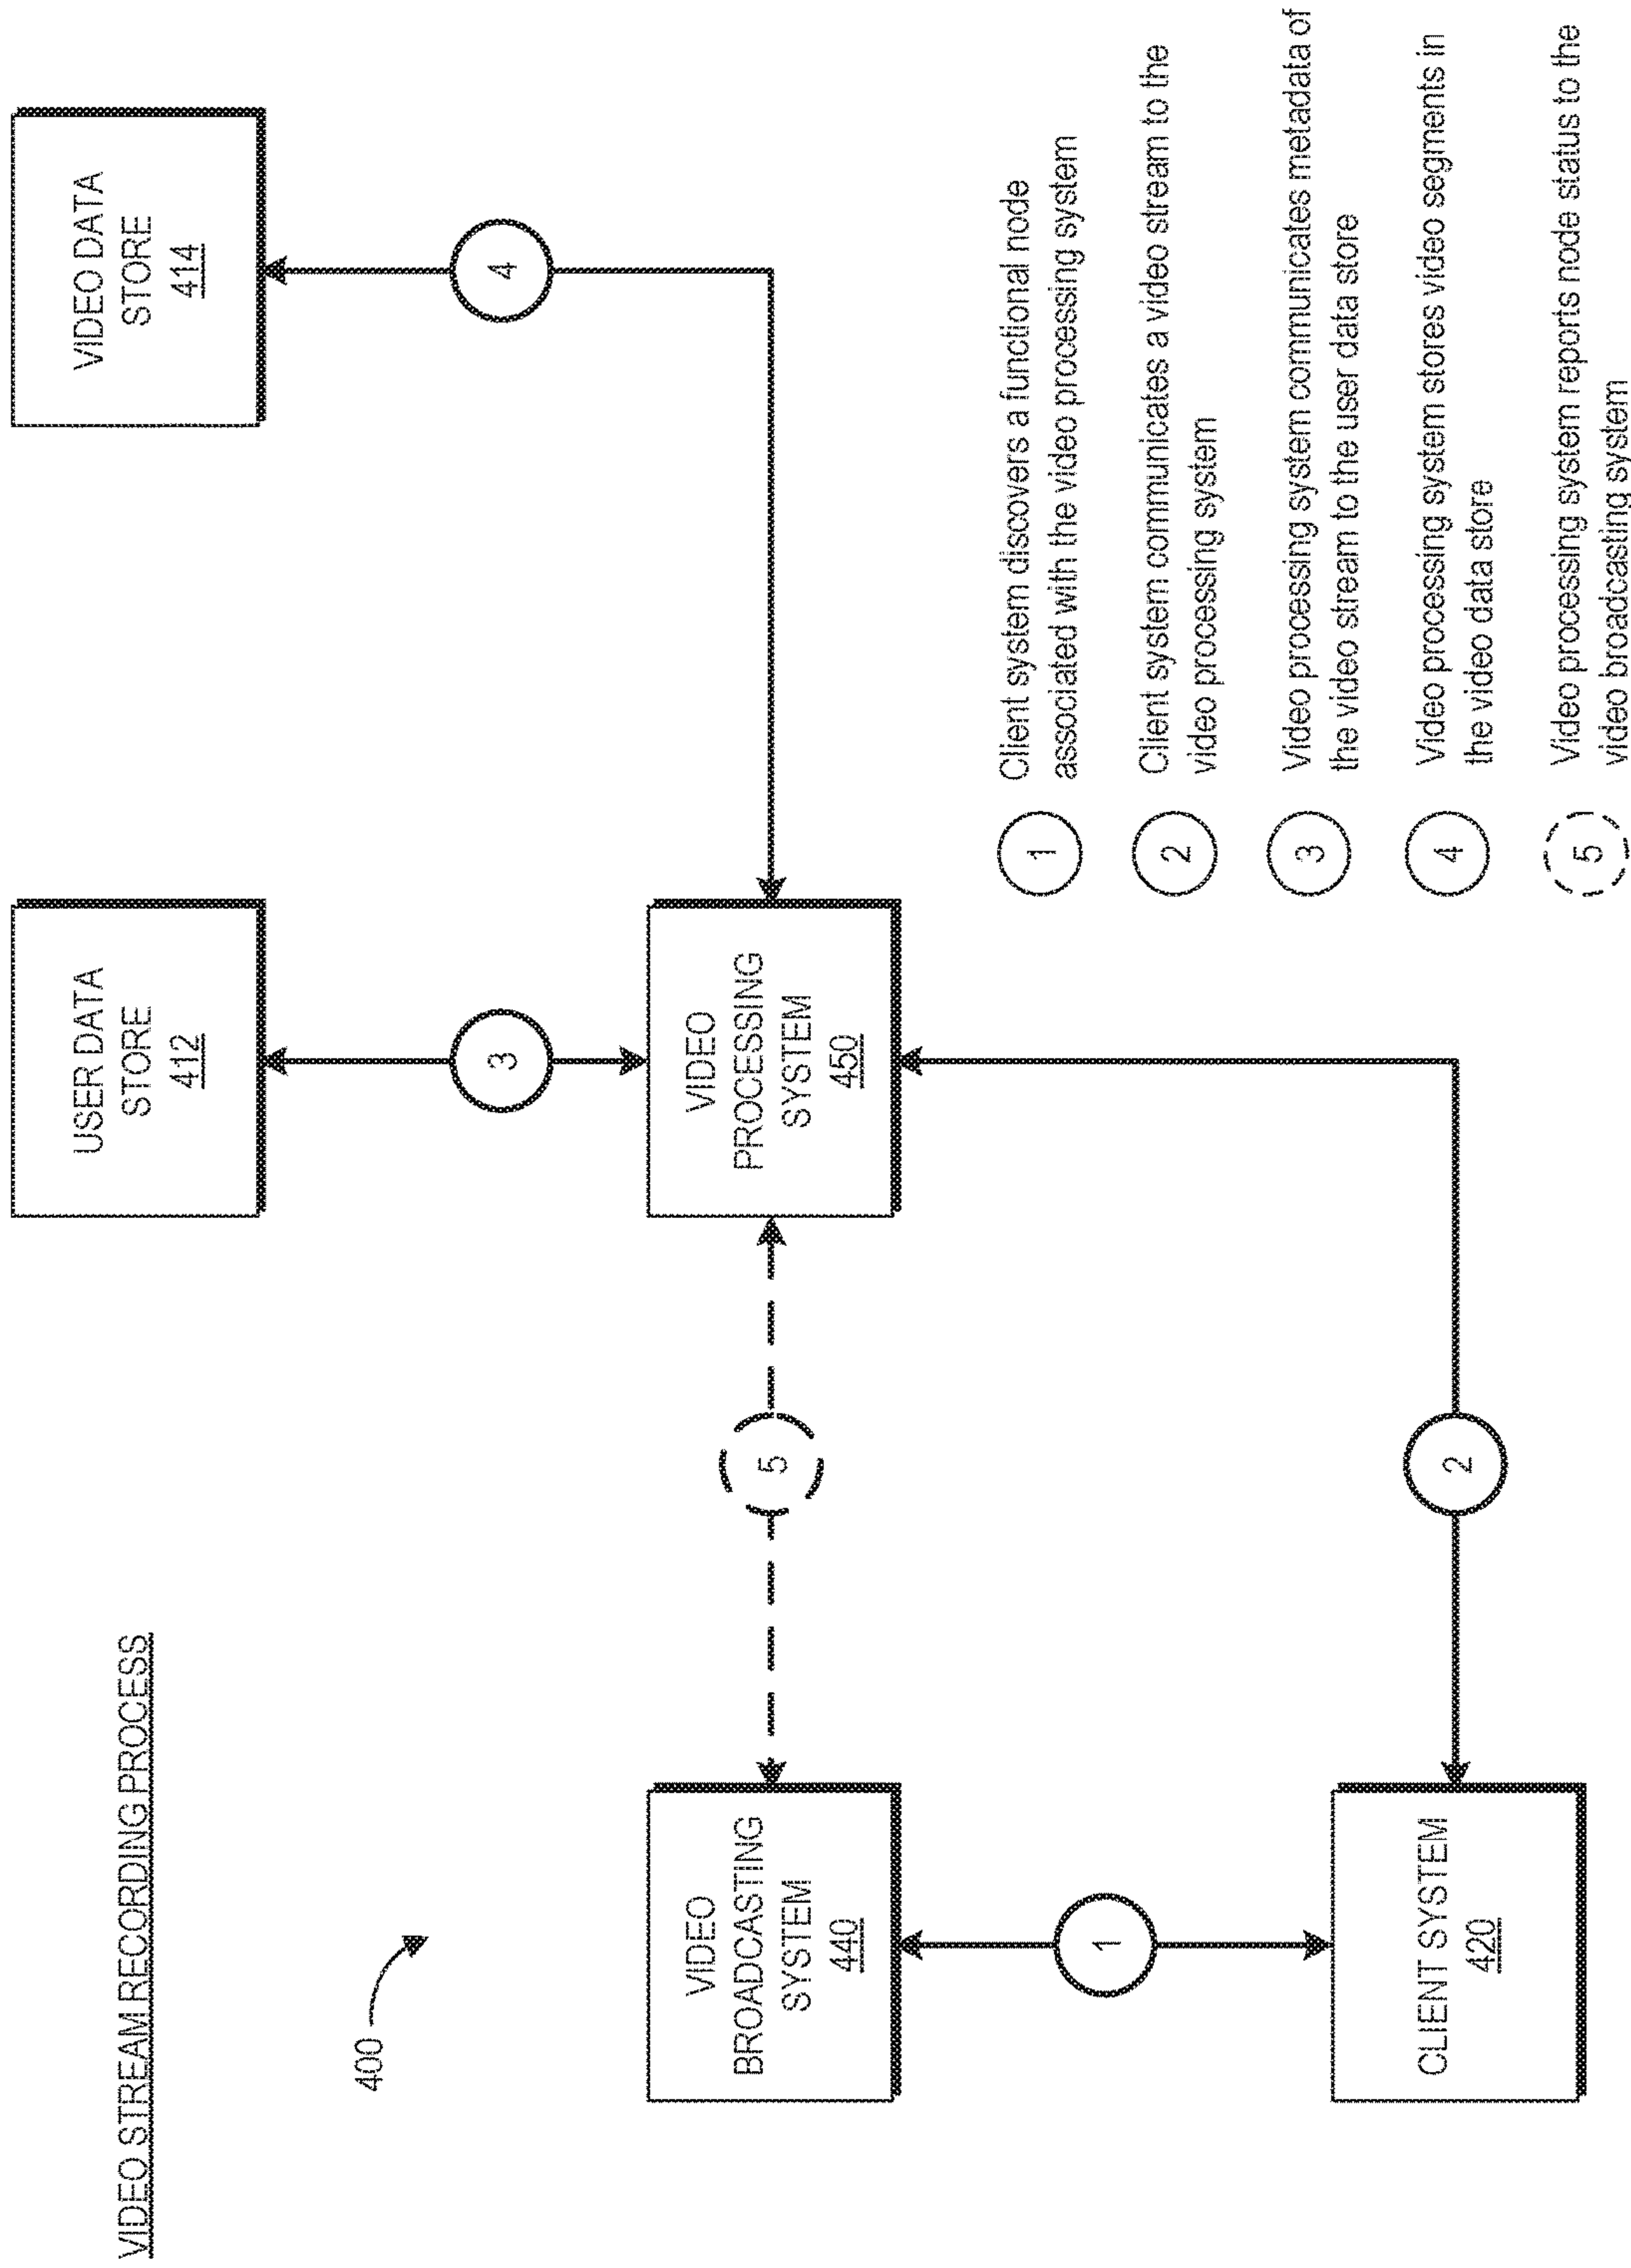 VIDEO STREAM RECORDING PROCESS
400
USER DATA
STORE
412
VIDEO DATA
STORE
414
3
4
VIDEO
BROADCASTING
SYSTEM
440
5
VIDEO
PROCESSING
SYSTEM
450
1
2
CLIENT SYSTEM
420
1
Client system discovers a functional node
associated with the video processing system
2
Client system communicates a video stream to the
video processing system
3
Video processing system communicates metadata of
the video stream to the user data store
4
Video processing system stores video segments in
the video data store
5
Video processing system reports node status to the
video broadcasting system